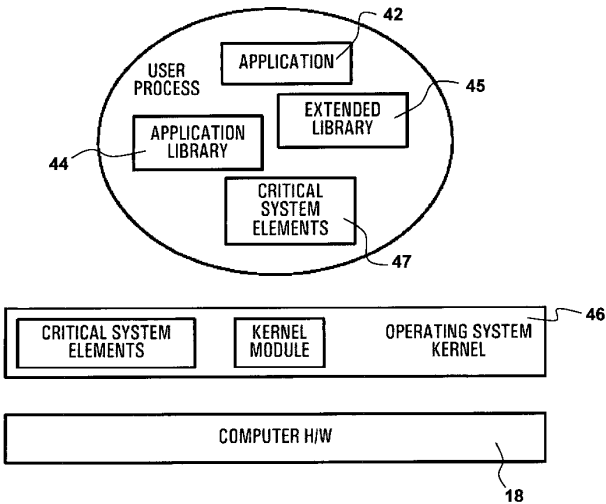 42
APPLICATION
USER
PROCESS
45
EXTENDED
LIBRARY
APPLICATION
LIBRARY
44
CRITICAL
SYSTEM
ELEMENTS
47
46
CRITICAL SYSTEM
ELEMENTS
KERNEL
MODULE
OPERATING SYSTEM
KERNEL
COMPUTER H/W
18